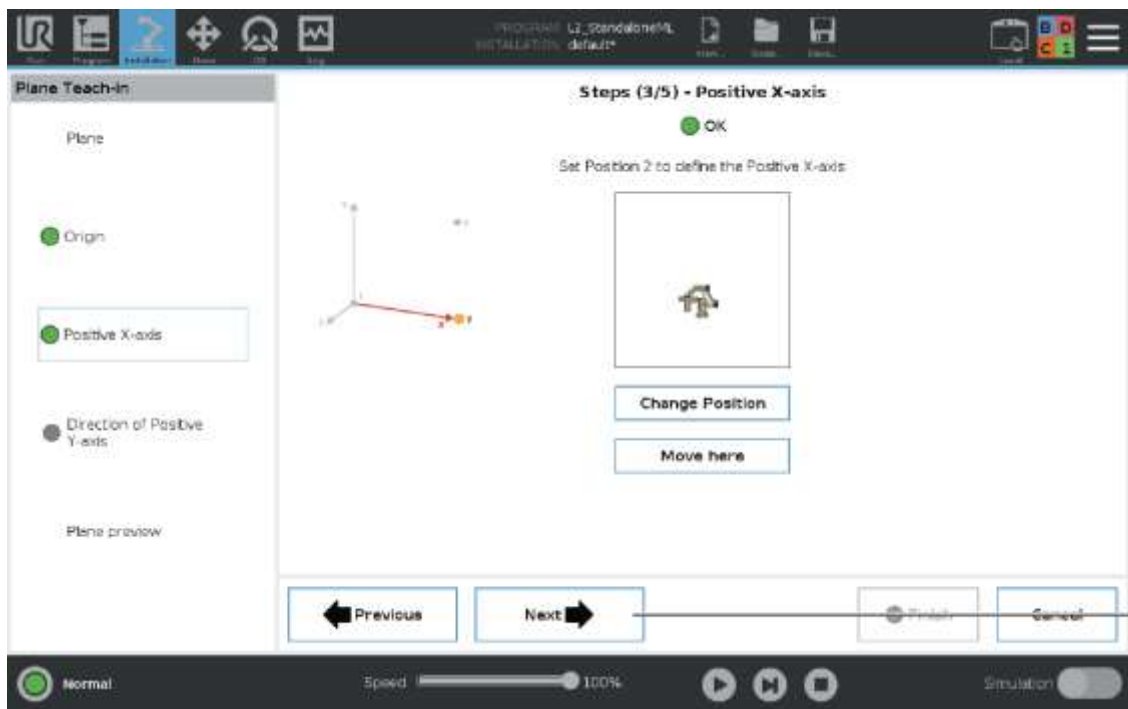 UR
PROGRAM L2_StandaloneML
INSTALLATION default*
Plane Teach-in
Steps (3/5) - Positive X-axis
OK
Set Position 2 to define the Positive X-axis
Plane
Origin
Positive X-axis
Direction of Positive
Y-axis
Plane preview
X
Change Position
Move here
Previous
Next
Finish
Cancel
Normal
Speed
100%
Simulation